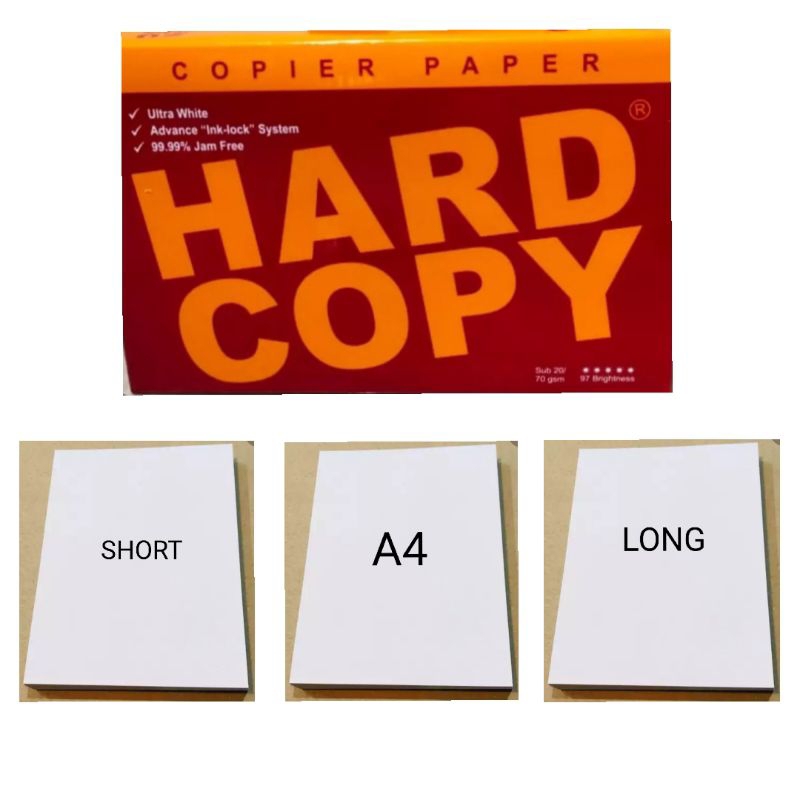 COPIER PAPER
®
✓ Ultra White
✓ Advance "Ink-lock" System
✓ 99.99% Jam Free
HARD
COPY
Sub 20/
70 gsm
97 Brightness
SHORT
A4
LONG